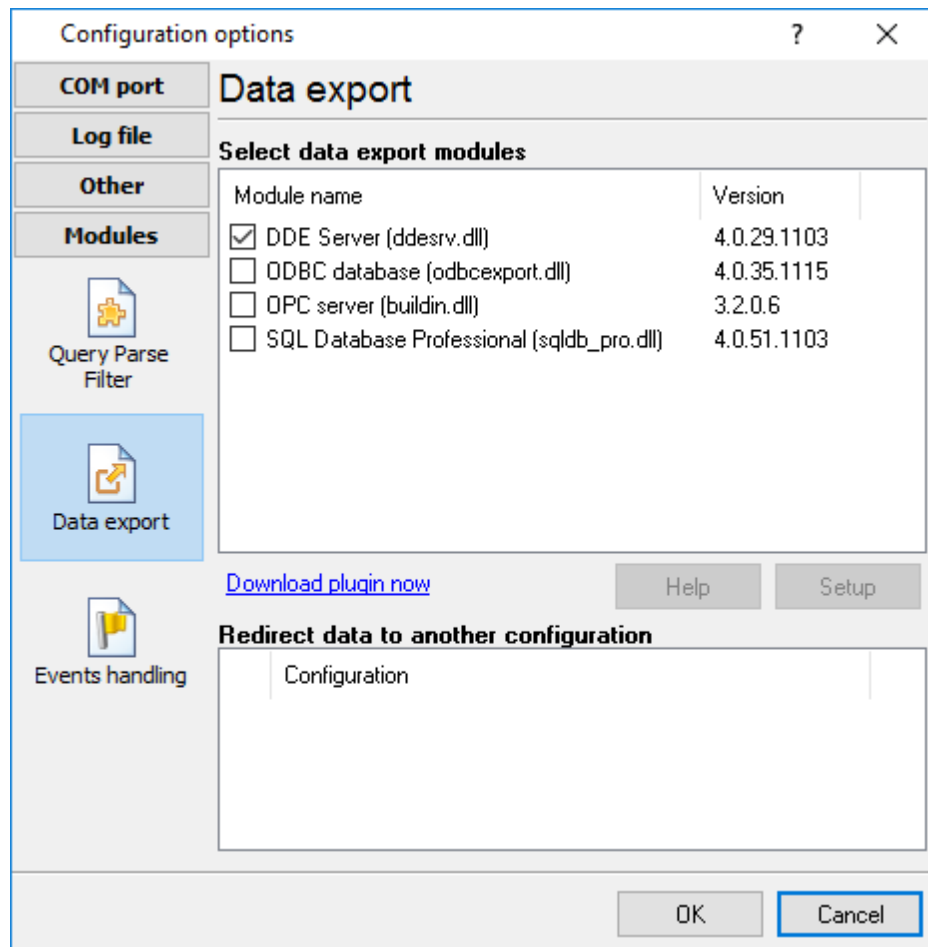 Configuration options
?
COM port
Log file
Other
Modules
Query Parse
Filter
Data export
Events handling
Data export
Select data export modules
Module name Version
DDE Server (ddesrv.dll) 4.0.29.1103
ODBC database (odbcexport.dll) 4.0.35.1115
OPC server (buildin.dll) 3.2.0.6
SQL Database Professional (sqldb_pro.dll) 4.0.51.1103
Download plugin now
Help Setup
Redirect data to another configuration
Configuration
OK Cancel